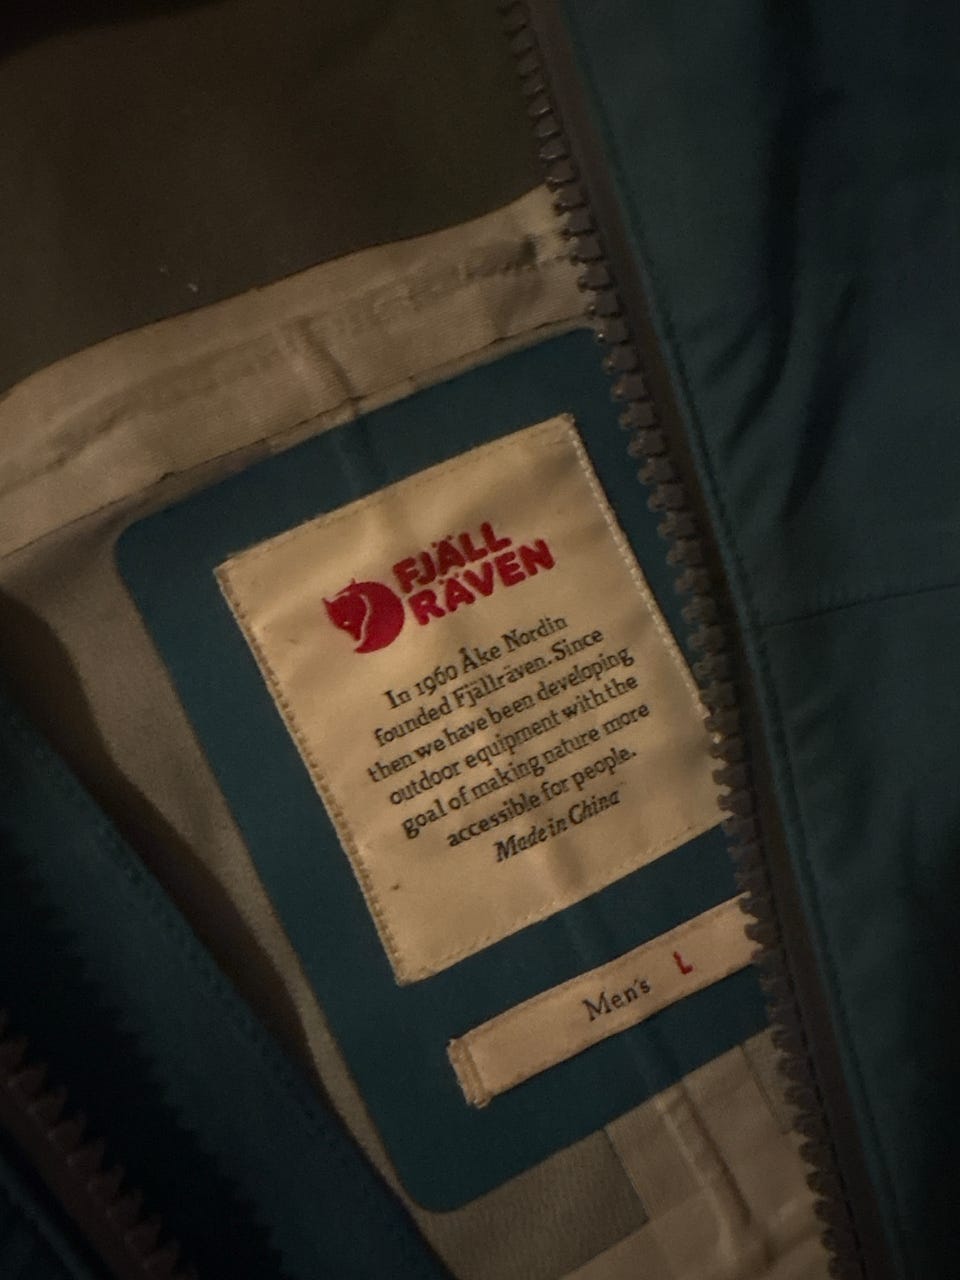 FJÄLL
RÄVEN
In 1960 Åke Nordin
founded Fjällräven. Since
then we have been developing
outdoor equipment with the
goal of making nature more
accessible for people.
Made in China
Men's L